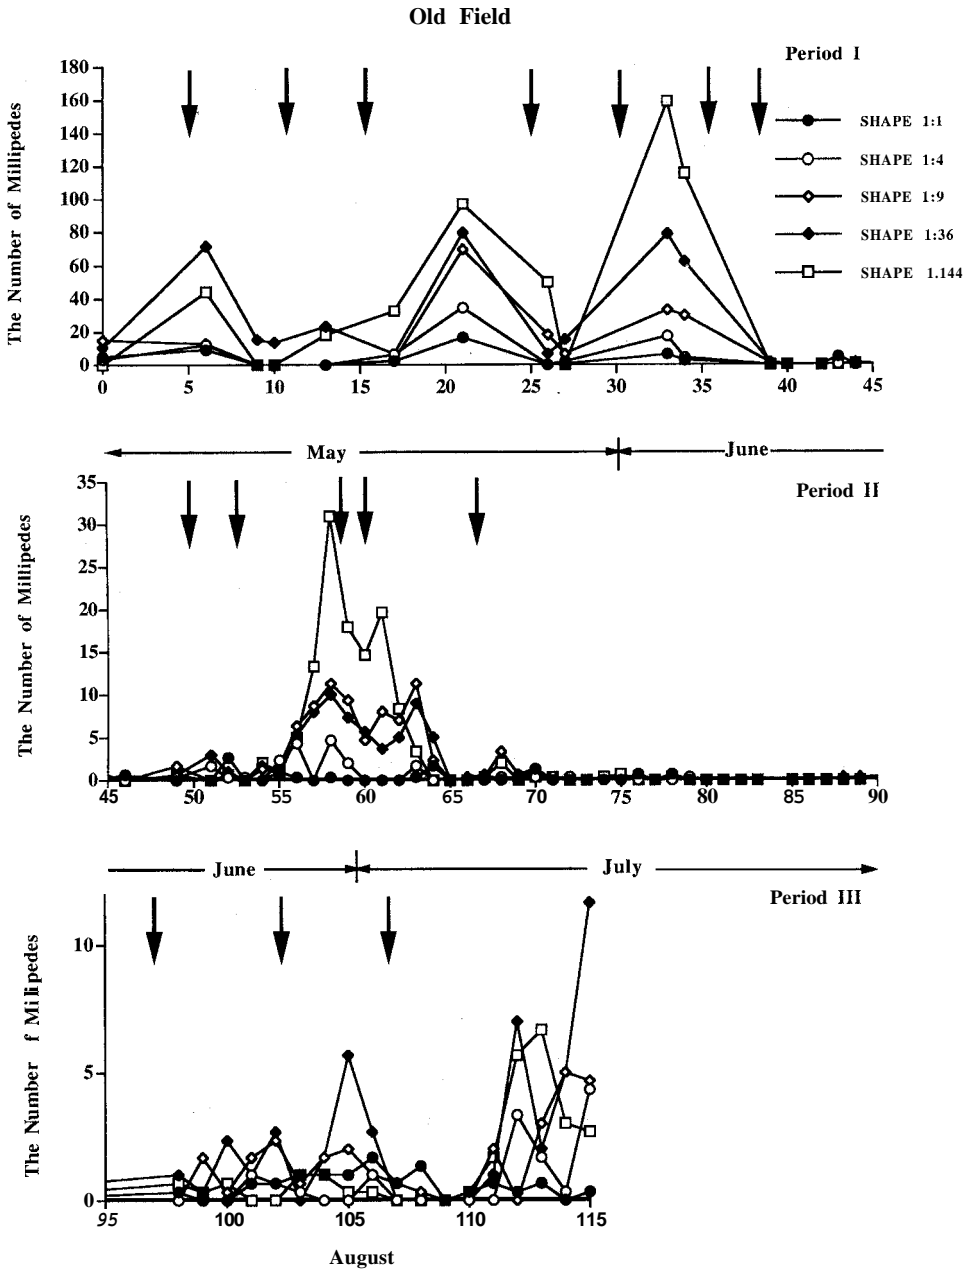 Old Field
Period I
The Number of Millipedes
180
160
140
120
100
80
60
40
20
0
SHAPE 1:1
SHAPE 1:4
SHAPE 1:9
SHAPE 1:36
SHAPE 1.144
0 5 10 15 20 25 30 35 40 45
May June
Period II
The Number of Millipedes
35
30
25
20
15
10
5
0
45 50 55 60 65 70 75 80 85 90
June July
Period III
The Number f Millipedes
10
5
0
95 100 105 110 115
August